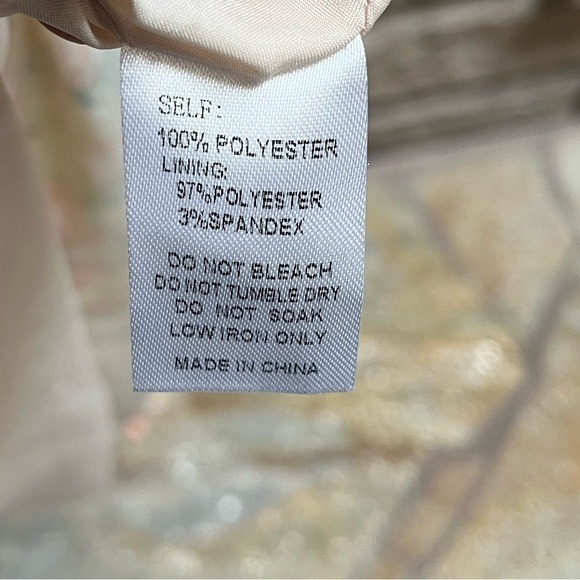 SELF:
100% POLYESTER
LINING:
97%POLYESTER
3%SPANDEX
DO NOT BLEACH
DO NOT TUMBLE DRY
DO NOT SOAK
LOW IRON ONLY
MADE IN CHINA